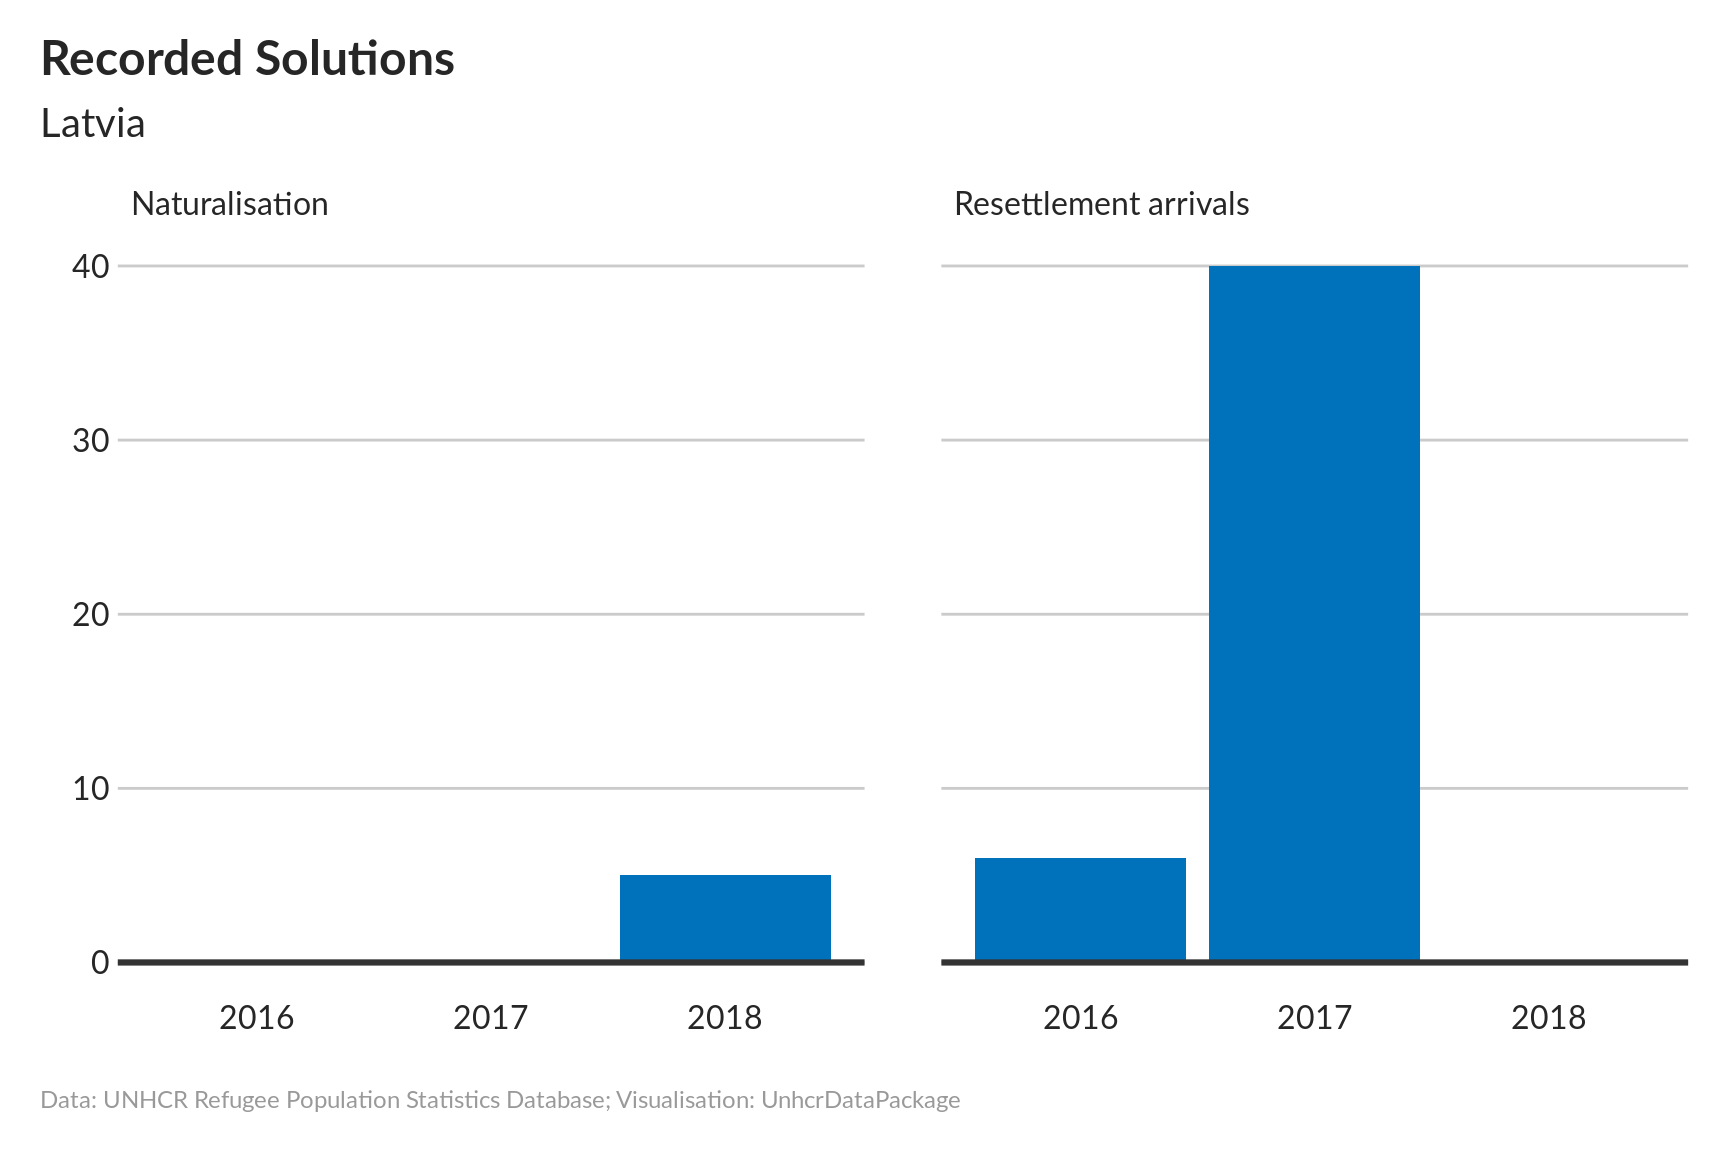 Recorded Solutions
Latvia
Naturalisation
Resettlement arrivals
40
30
20
10
0
2016 2017 2018
2016 2017 2018
Data: UNHCR Refugee Population Statistics Database; Visualisation: UnhcrDataPackage